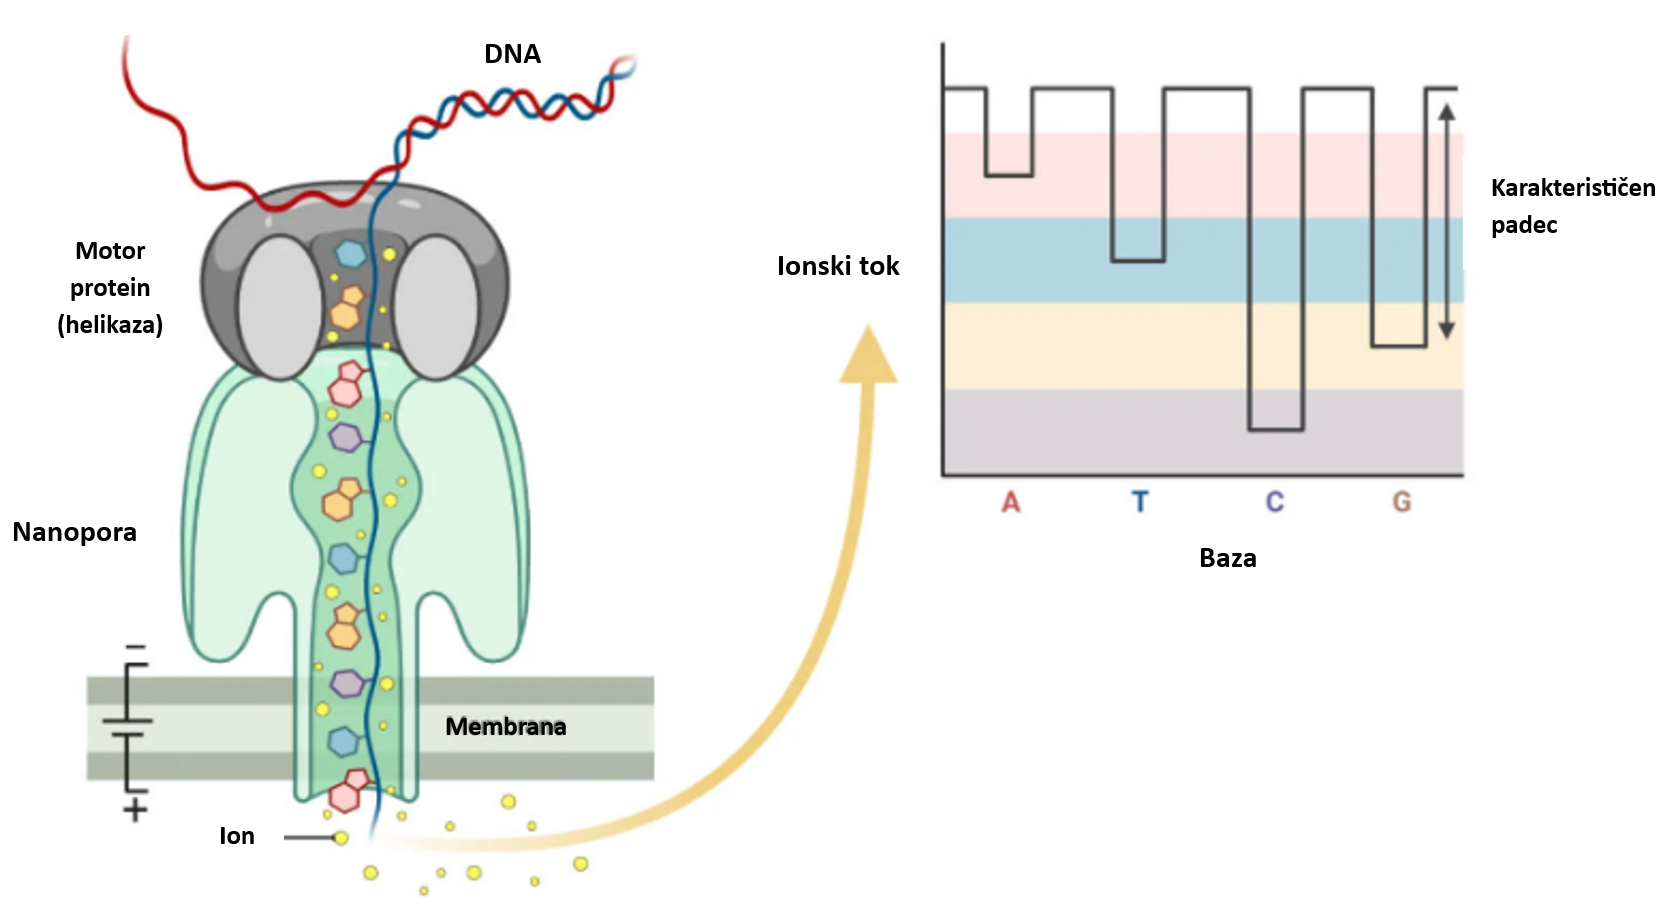 DNA
Motor
protein
(helikaza)
Nanopora
−
+
Membrana
Ion
Ionski tok
Karakterističen
padec
A T C G
Baza